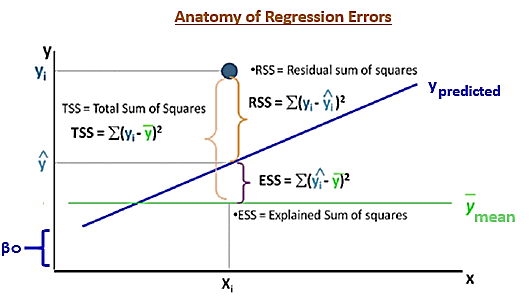 Anatomy of Regression Errors
y
yᵢ
•RSS = Residual sum of squares
y predicted
TSS = Total Sum of Squares
RSS = ∑(yᵢ - ŷᵢ)²
TSS = ∑(yᵢ - ȳ)²
ŷ
ESS = ∑(ŷᵢ - ȳ)²
ȳ mean
•ESS = Explained Sum of squares
βo
Xᵢ
X